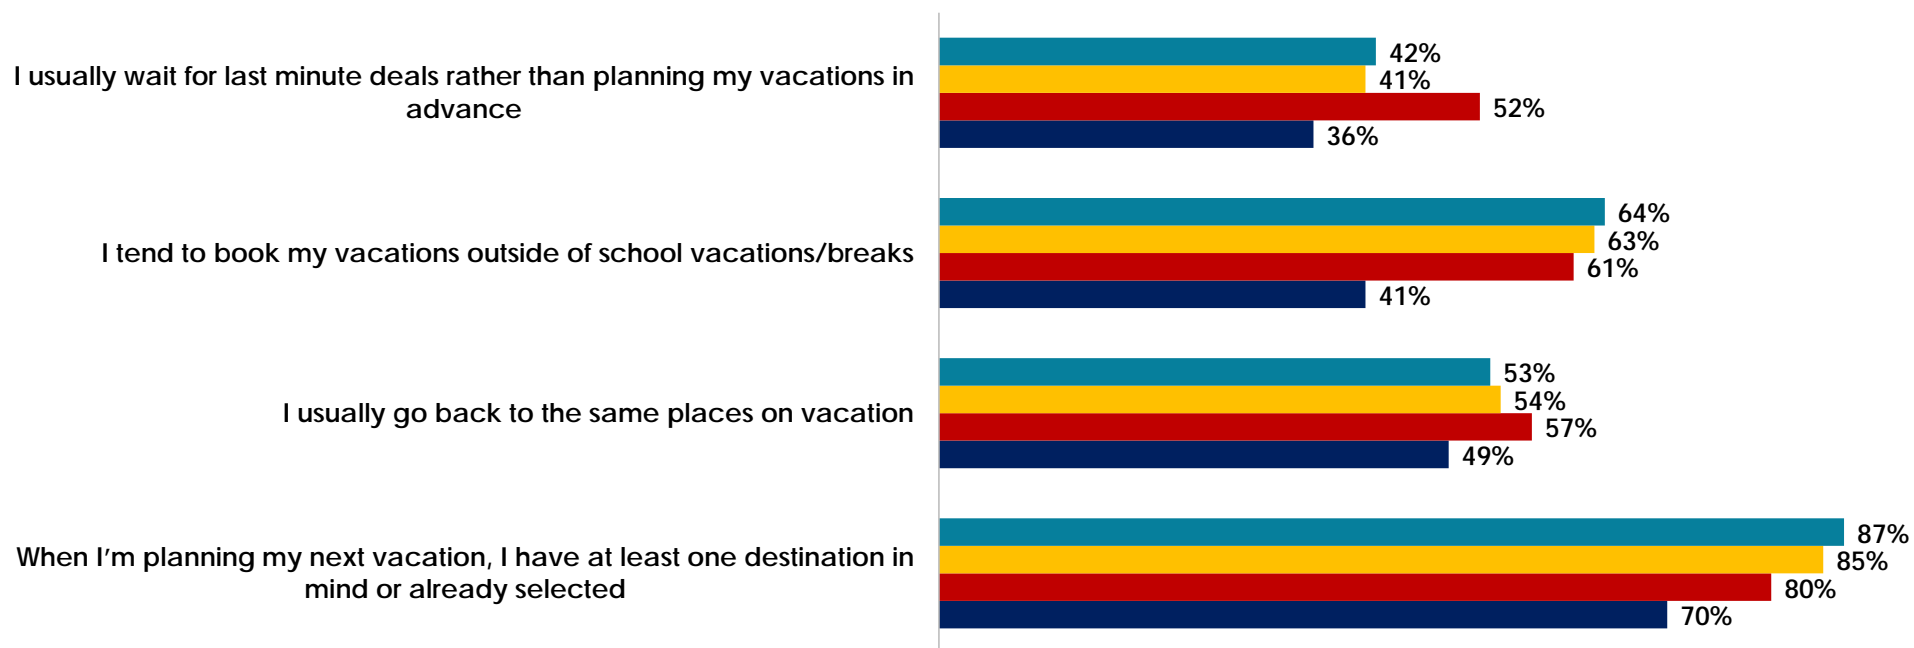 I usually wait for last minute deals rather than planning my vacations in
advance
42%
41%
52%
36%
I tend to book my vacations outside of school vacations/breaks
64%
63%
61%
41%
I usually go back to the same places on vacation
53%
54%
57%
49%
When I'm planning my next vacation, I have at least one destination in
mind or already selected
87%
85%
80%
70%